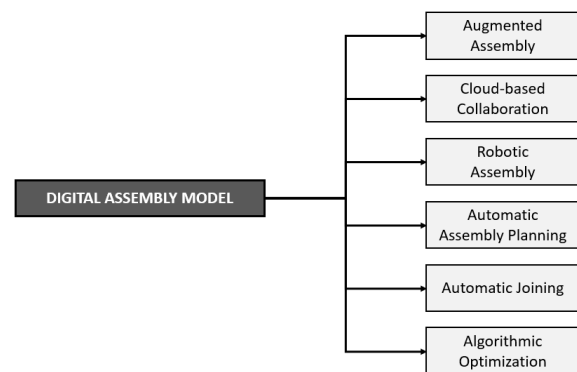 Augmented
Assembly
Cloud-based
Collaboration
Robotic
Assembly
DIGITAL ASSEMBLY MODEL
Automatic
Assembly Planning
Automatic Joining
Algorithmic
Optimization